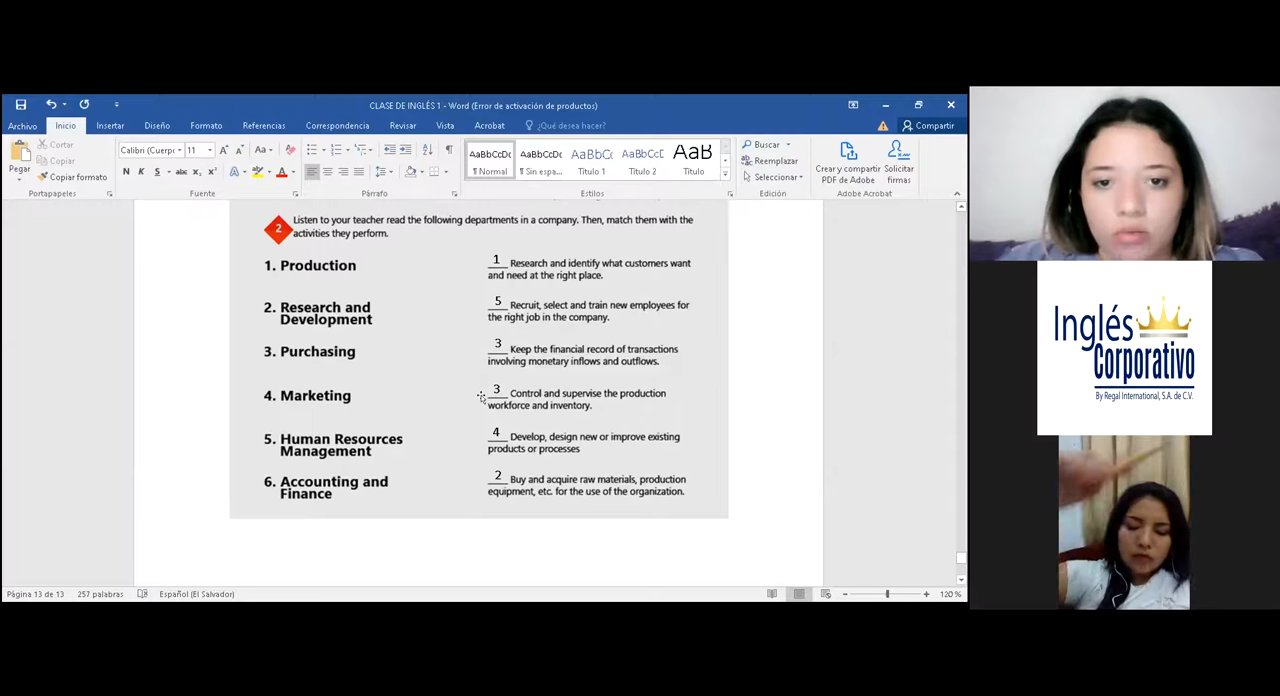 CLASE DE INGLÉS 1 - Word (Error de activación de productos)
Archivo Inicio Insertar Diseño Formato Referencias Correspondencia Revisar Vista Acrobat ¿Qué desea hacer? Compartir
Pegar
Cortar
Copiar
Copiar formato
Calibri (Cuerpo 11
N K S abc x₂ x²
AaBbCcDc AaBbCcDc AaBbCc AaBbCcD AaB
¶ Normal ¶ Sin espa... Título 1 Título 2 Título
Buscar
Reemplazar
Seleccionar
Crear y compartir PDF de Adobe
Solicitar firmas
Portapapeles Fuente Párrafo Estilos Edición Adobe Acrobat
2 Listen to your teacher read the following departments in a company. Then, match them with the
activities they perform.
1. Production
2. Research and
Development
3. Purchasing
4. Marketing
5. Human Resources
Management
6. Accounting and
Finance
1 Research and identify what customers want
and need at the right place.
5 Recruit, select and train new employees for
the right job in the company.
3 Keep the financial record of transactions
involving monetary inflows and outflows.
3 Control and supervise the production
workforce and inventory.
4 Develop, design new or improve existing
products or processes
2 Buy and acquire raw materials, production
equipment, etc. for the use of the organization.
Página 13 de 13 257 palabras Español (El Salvador) 120 %
Inglés
Corporativo
By Regal International, S.A. de C.V.